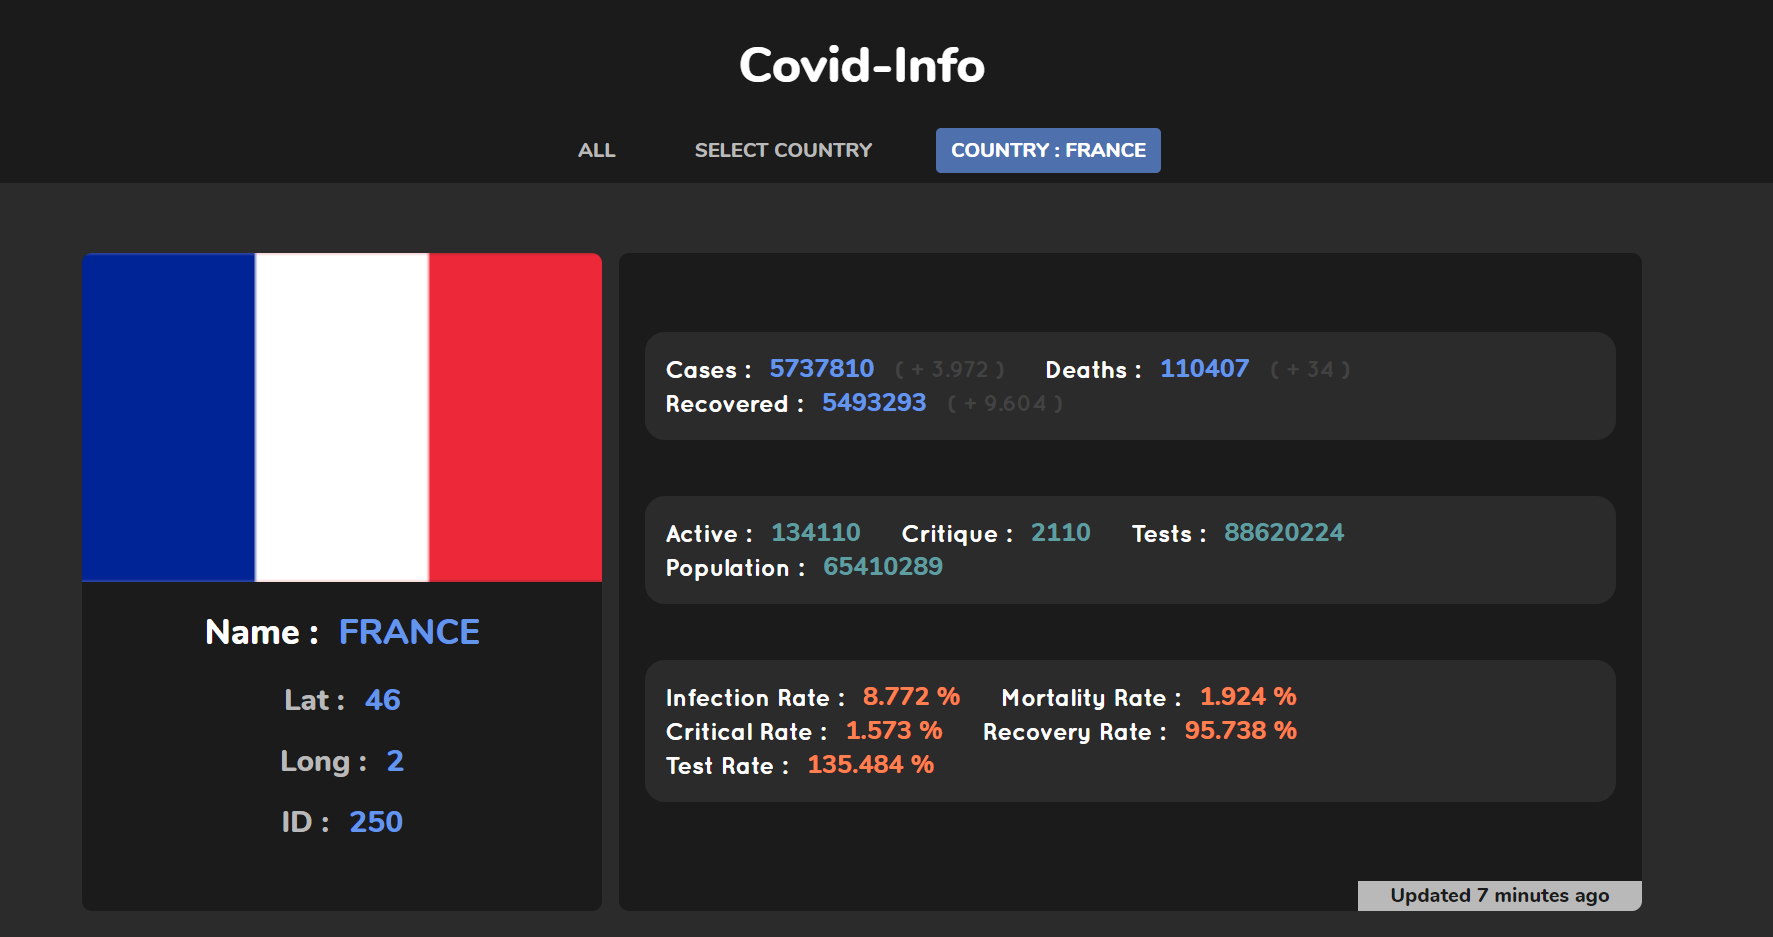 Covid-Info
ALL SELECT COUNTRY COUNTRY : FRANCE
Name : FRANCE
Lat : 46
Long : 2
ID : 250
Cases : 5737810 ( + 3.972 ) Deaths : 110407 ( + 34 )
Recovered : 5493293 ( + 9.604 )
Active : 134110 Critique : 2110 Tests : 88620224
Population : 65410289
Infection Rate : 8.772 % Mortality Rate : 1.924 %
Critical Rate : 1.573 % Recovery Rate : 95.738 %
Test Rate : 135.484 %
Updated 7 minutes ago